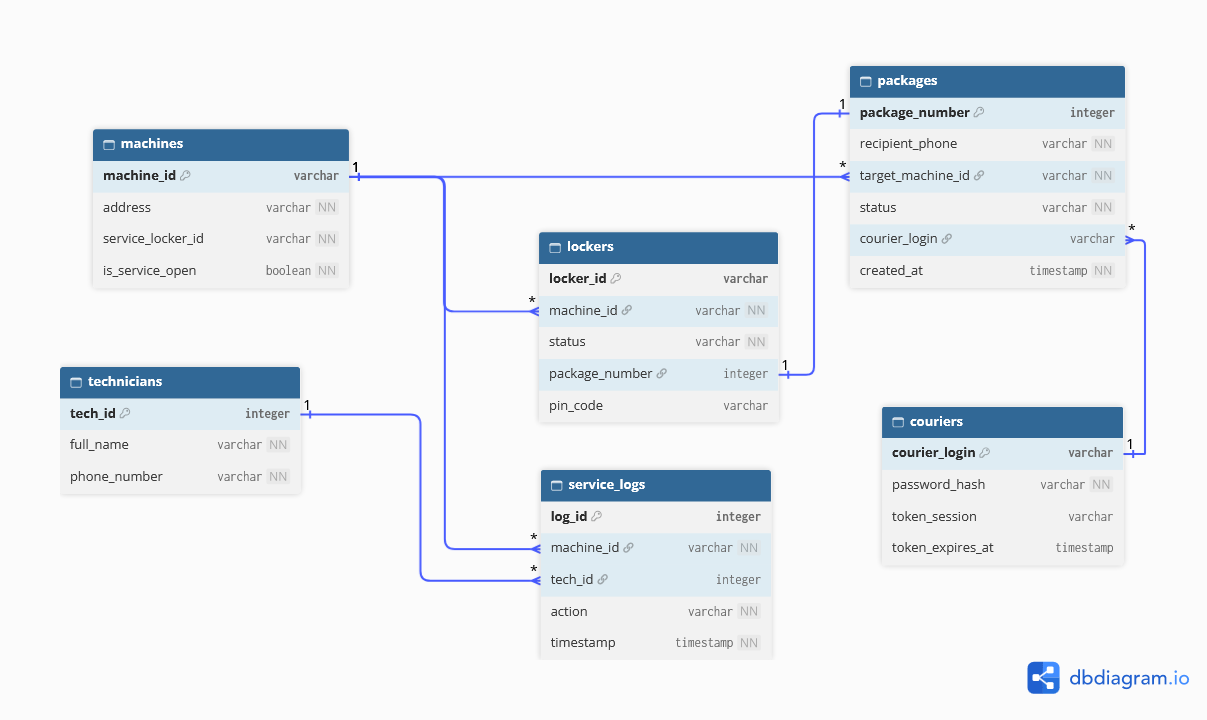 machines
machine_id varchar
address varchar NN
service_locker_id varchar NN
is_service_open boolean NN
1
technicians
tech_id integer
full_name varchar NN
phone_number varchar NN
1
lockers
locker_id varchar
machine_id varchar NN
status varchar NN
package_number integer
pin_code varchar
*
1
service_logs
log_id integer
machine_id varchar NN
tech_id integer
action varchar NN
timestamp timestamp NN
*
*
packages
package_number integer
recipient_phone varchar NN
target_machine_id varchar NN
status varchar NN
courier_login varchar
created_at timestamp NN
1
*
*
couriers
courier_login varchar
password_hash varchar NN
token_session varchar
token_expires_at timestamp
1
dbdiagram.io